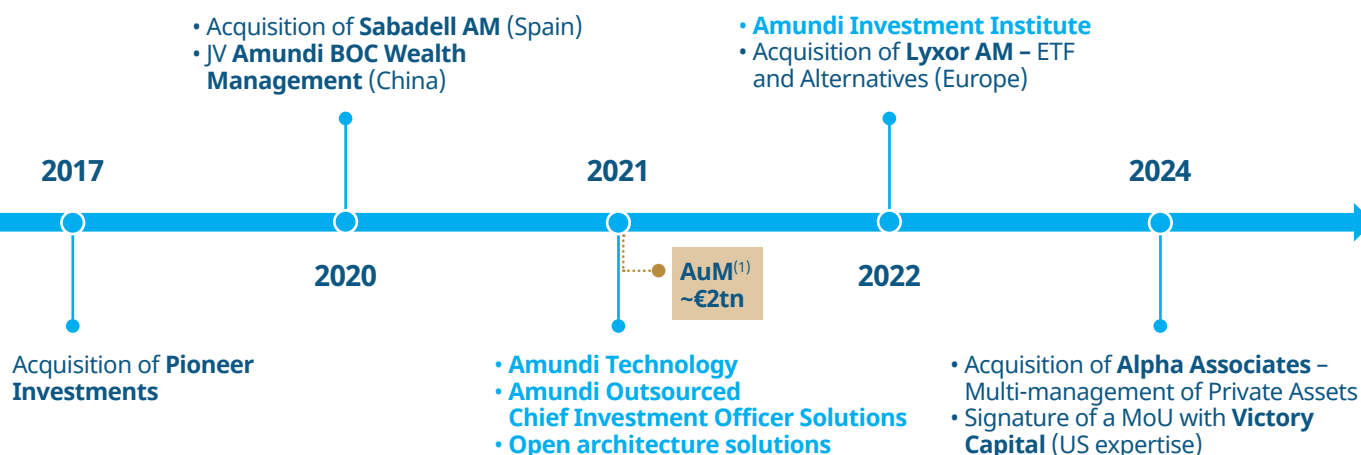 • Acquisition of Sabadell AM (Spain)
• JV Amundi BOC Wealth
Management (China)
• Amundi Investment Institute
• Acquisition of Lyxor AM – ETF
and Alternatives (Europe)
2017
2021
2024
2020
AuM(1)
~€2tn
2022
Acquisition of Pioneer
Investments
• Amundi Technology
• Amundi Outsourced
Chief Investment Officer Solutions
• Open architecture solutions
• Acquisition of Alpha Associates –
Multi-management of Private Assets
• Signature of a MoU with Victory
Capital (US expertise)